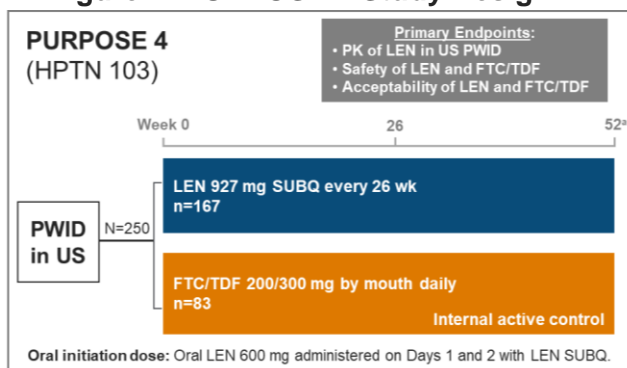 PURPOSE 4
(HPTN 103)
Primary Endpoints:
• PK of LEN in US PWID
• Safety of LEN and FTC/TDF
• Acceptability of LEN and FTC/TDF
Week 0 26 52ᵃ
LEN 927 mg SUBQ every 26 wk
n=167
PWID
in US
N=250
FTC/TDF 200/300 mg by mouth daily
n=83
Internal active control
Oral initiation dose: Oral LEN 600 mg administered on Days 1 and 2 with LEN SUBQ.